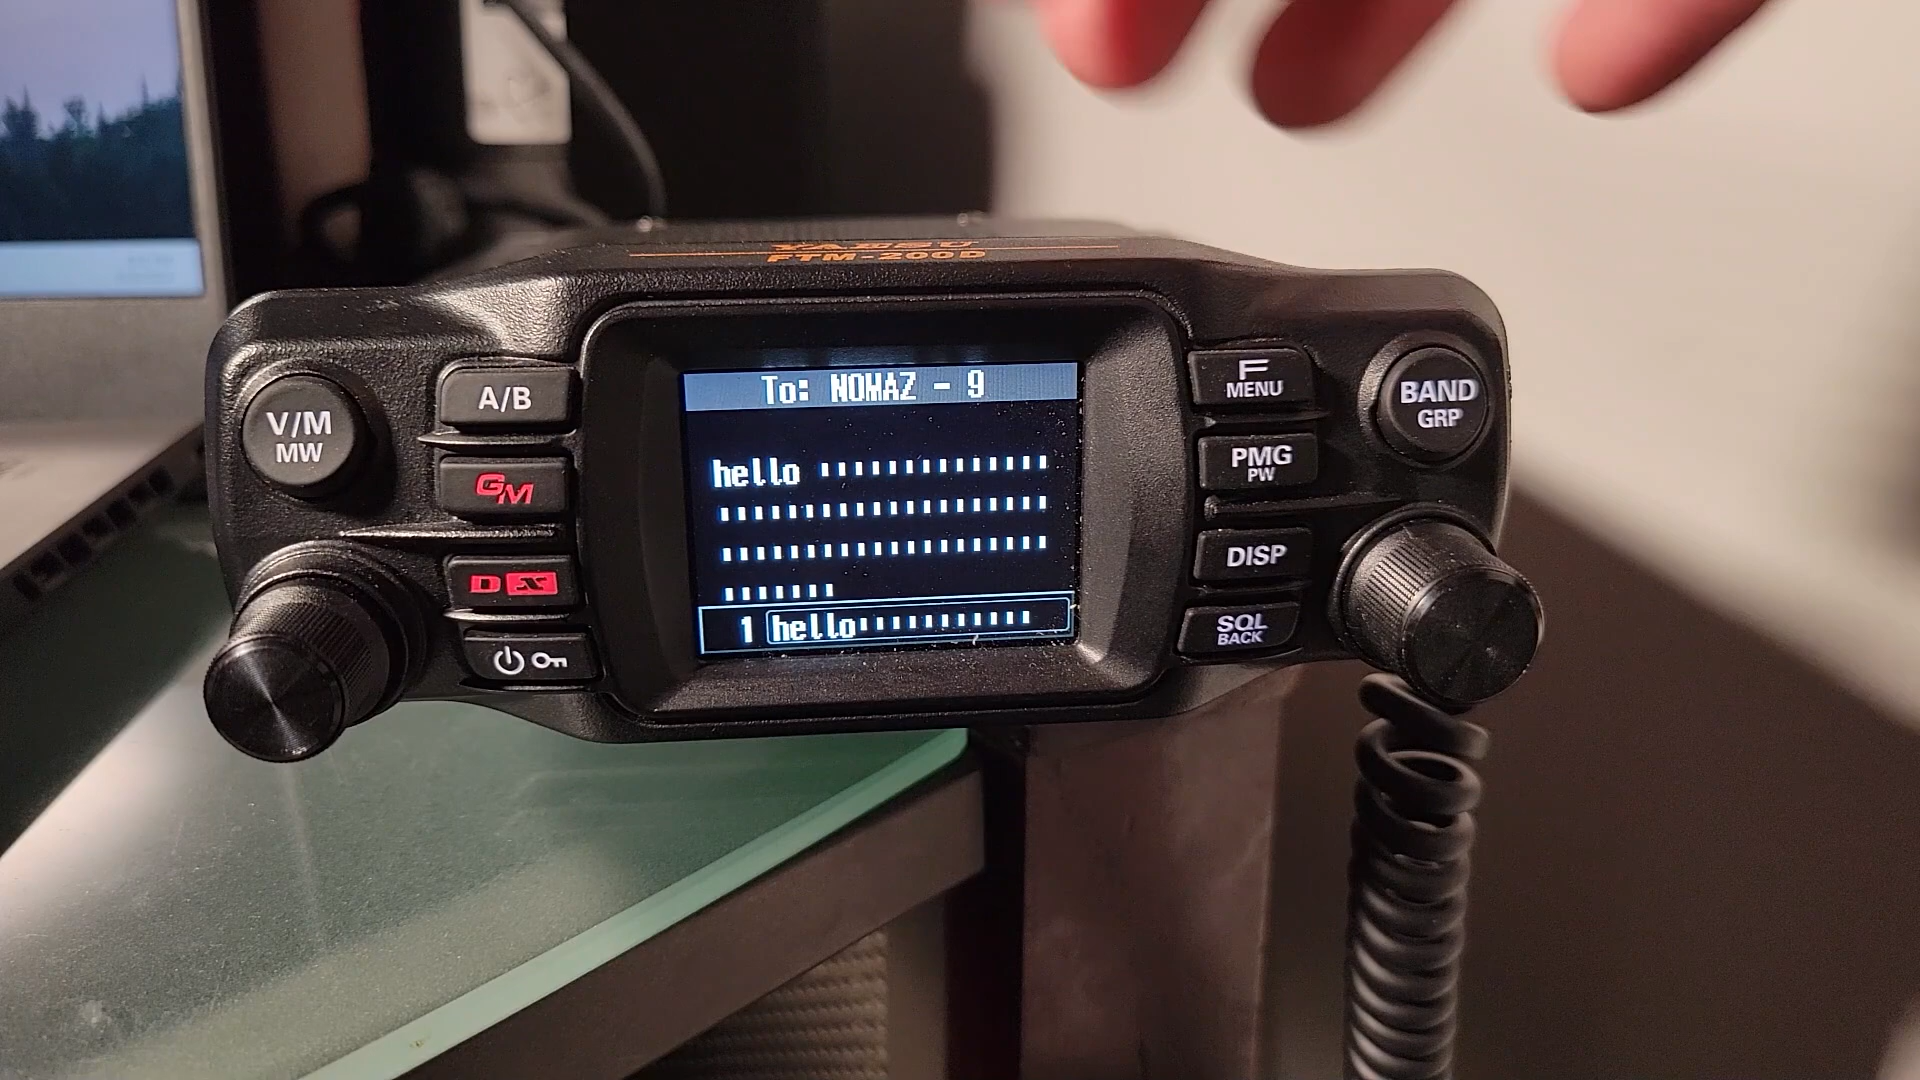 YAESU
FTM-200D
V/M
MW
A/B
GM
DX
To: N0WAZ - 9
hello
1 hello
F
MENU
PMG
PW
DISP
SQL
BACK
BAND
GRP